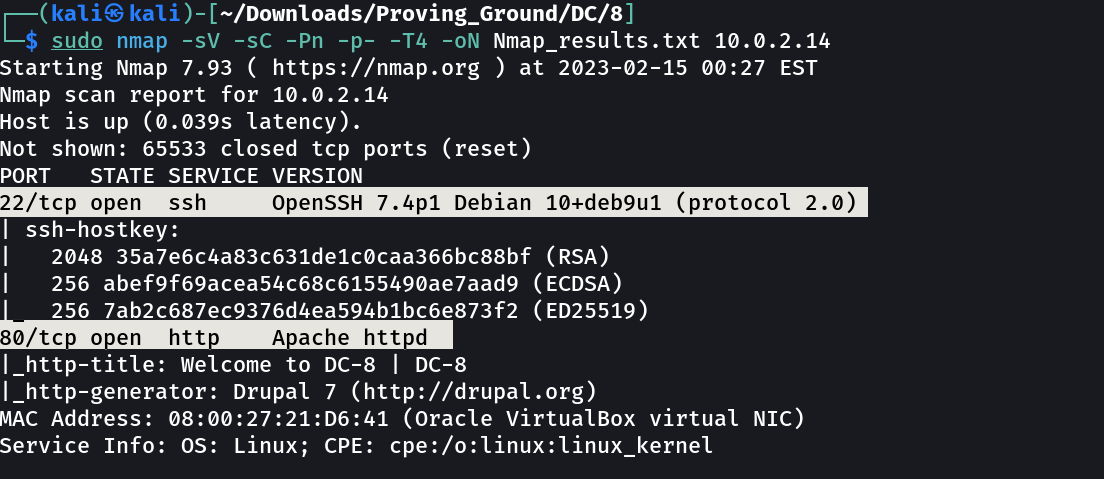 ┌──(kali㉿kali)-[~/Downloads/Proving_Ground/DC/8]
└─$ sudo nmap -sV -sC -Pn -p- -T4 -oN Nmap_results.txt 10.0.2.14
Starting Nmap 7.93 ( https://nmap.org ) at 2023-02-15 00:27 EST
Nmap scan report for 10.0.2.14
Host is up (0.039s latency).
Not shown: 65533 closed tcp ports (reset)
PORT   STATE SERVICE VERSION
22/tcp open  ssh     OpenSSH 7.4p1 Debian 10+deb9u1 (protocol 2.0)
| ssh-hostkey:
|   2048 35a7e6c4a83c631de1c0caa366bc88bf (RSA)
|   256 abef9f69acea54c68c6155490ae7aad9 (ECDSA)
|_  256 7ab2c687ec9376d4ea594b1bc6e873f2 (ED25519)
80/tcp open  http    Apache httpd
|_http-title: Welcome to DC-8 | DC-8
|_http-generator: Drupal 7 (http://drupal.org)
MAC Address: 08:00:27:21:D6:41 (Oracle VirtualBox virtual NIC)
Service Info: OS: Linux; CPE: cpe:/o:linux:linux_kernel